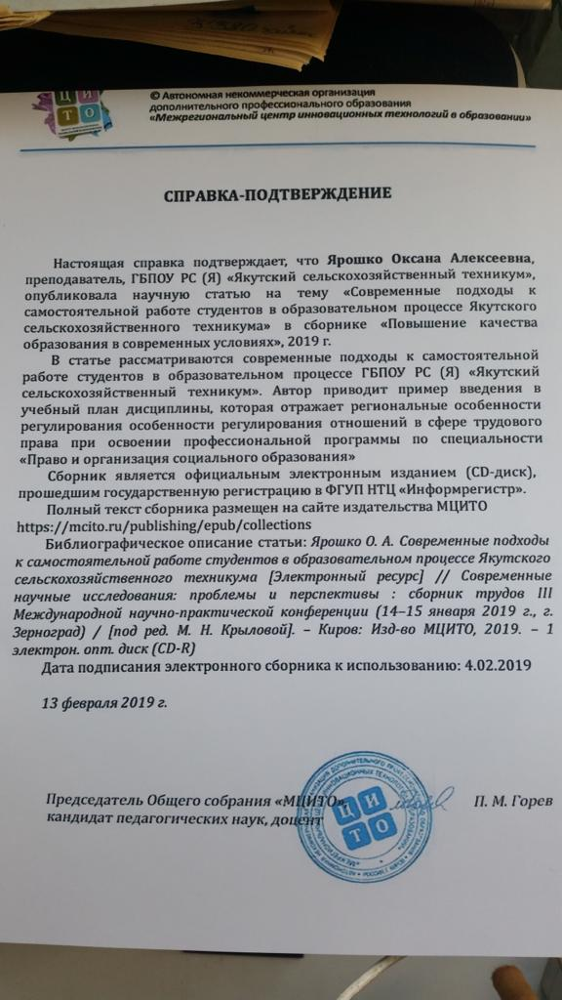 ЦИ
ТО
© Автономная некоммерческая организация
дополнительного профессионального образования
«Межрегиональный центр инновационных технологий в образовании»
СПРАВКА-ПОДТВЕРЖДЕНИЕ
Настоящая справка подтверждает, что Ярошко Оксана Алексеевна,
преподаватель, ГБПОУ РС (Я) «Якутский сельскохозяйственный техникум»,
опубликовала научную статью на тему «Современные подходы к
самостоятельной работе студентов в образовательном процессе Якутского
сельскохозяйственного техникума» в сборнике «Повышение качества
образования в современных условиях», 2019 г.
В статье рассматриваются современные подходы к самостоятельной
работе студентов в образовательном процессе ГБПОУ РС (Я) «Якутский
сельскохозяйственный техникум». Автор приводит пример введения в
учебный план дисциплины, которая отражает региональные особенности
регулирования особенности регулирования отношений в сфере трудового
права при освоении профессиональной программы по специальности
«Право и организация социального образования»
Сборник является официальным электронным изданием (CD-диск),
прошедшим государственную регистрацию в ФГУП НТЦ «Информрегистр».
Полный текст сборника размещен на сайте издательства МЦИТО
https://mcito.ru/publishing/epub/collections
Библиографическое описание статьи: Ярошко О. А. Современные подходы
к самостоятельной работе студентов в образовательном процессе Якутского
сельскохозяйственного техникума [Электронный ресурс] // Современные
научные исследования: проблемы и перспективы : сборник трудов III
Международной научно-практической конференции (14–15 января 2019 г., г.
Зерноград) / [под ред. М. Н. Крыловой]. – Киров: Изд-во МЦИТО, 2019. – 1
электрон. опт. диск (CD-R)
Дата подписания электронного сборника к использованию: 4.02.2019
13 февраля 2019 г.
Председатель Общего собрания «МЦИТО», П. М. Горев
кандидат педагогических наук, доцент
ЦИ
ТО